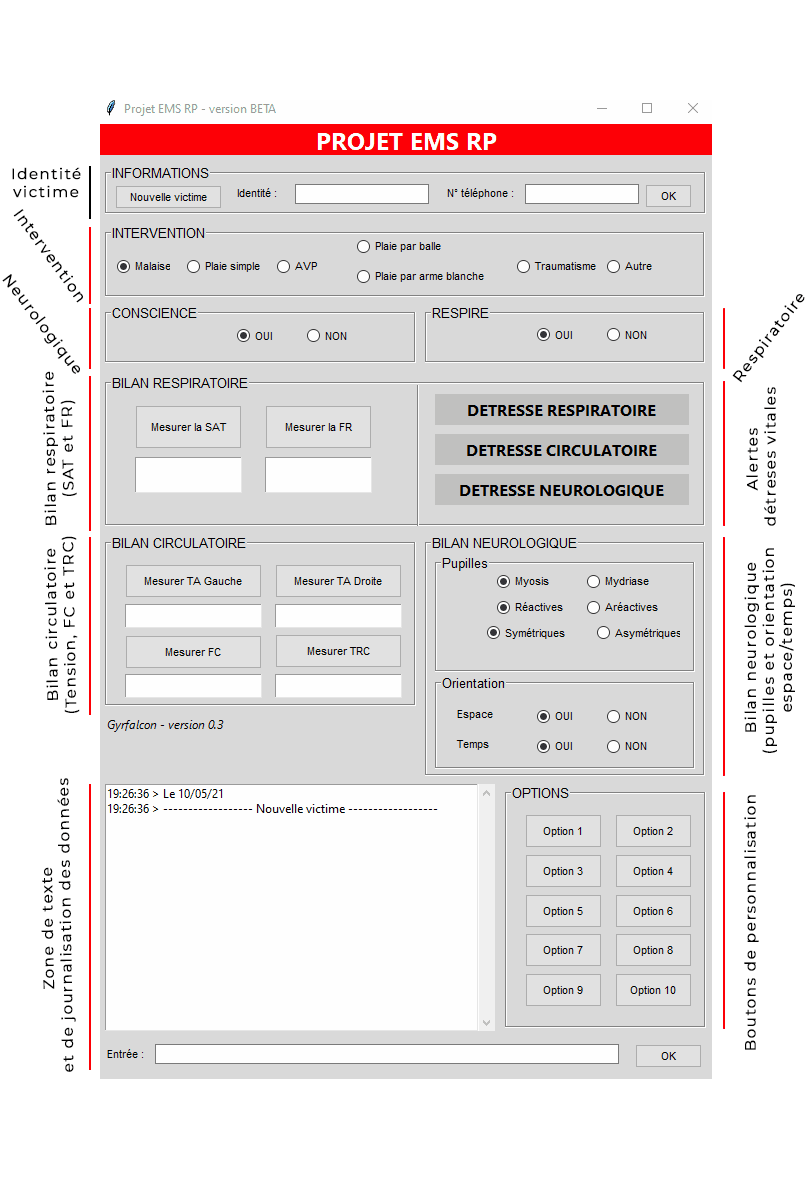 Projet EMS RP - version BETA
PROJET EMS RP
Identité
victime
INFORMATIONS
Nouvelle victime
Identité :
N° téléphone :
OK
Intervention
INTERVENTION
Malaise
Plaie simple
AVP
Plaie par balle
Plaie par arme blanche
Traumatisme
Autre
Neurologique
CONSCIENCE
OUI
NON
RESPIRE
OUI
NON
Respiratoire
Bilan respiratoire
(SAT et FR)
BILAN RESPIRATOIRE
Mesurer la SAT
Mesurer la FR
DETRESSE RESPIRATOIRE
DETRESSE CIRCULATOIRE
DETRESSE NEUROLOGIQUE
Alertes
détreses vitales
Bilan circulatoire
(Tension, FC et TRC)
BILAN CIRCULATOIRE
Mesurer TA Gauche
Mesurer TA Droite
Mesurer FC
Mesurer TRC
Gyrfalcon - version 0.3
BILAN NEUROLOGIQUE
Pupilles
Myosis
Mydriase
Réactives
Aréactives
Symétriques
Asymétriques
Orientation
Espace
OUI
NON
Temps
OUI
NON
Bilan neurologique
(pupilles et orientation
espace/temps)
Zone de texte
et de journalisation des données
19:26:36 > Le 10/05/21
19:26:36 > ------------------ Nouvelle victime ------------------
OPTIONS
Option 1
Option 2
Option 3
Option 4
Option 5
Option 6
Option 7
Option 8
Option 9
Option 10
Boutons de personnalisation
Entrée :
OK